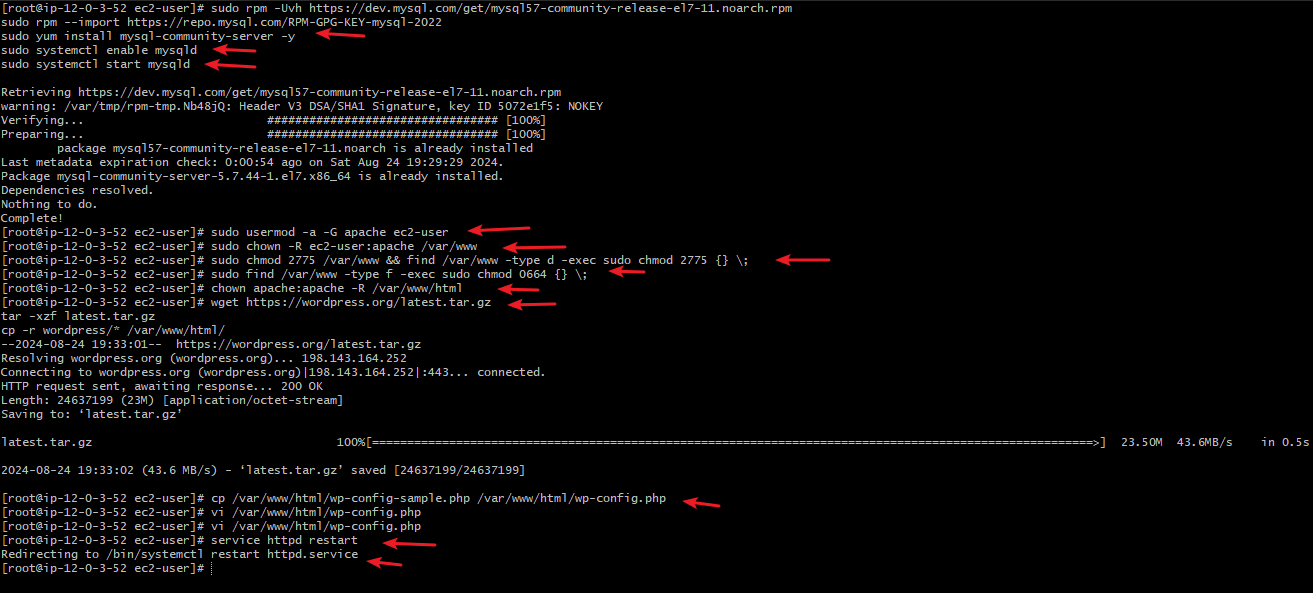 [root@ip-12-0-3-52 ec2-user]# sudo rpm -Uvh https://dev.mysql.com/get/mysql57-community-release-el7-11.noarch.rpm
sudo rpm --import https://repo.mysql.com/RPM-GPG-KEY-mysql-2022
sudo yum install mysql-community-server -y
sudo systemctl enable mysqld
sudo systemctl start mysqld
Retrieving https://dev.mysql.com/get/mysql57-community-release-el7-11.noarch.rpm
warning: /var/tmp/rpm-tmp.Nb48jQ: Header V3 DSA/SHA1 Signature, key ID 5072e1f5: NOKEY
Verifying... ################################# [100%]
Preparing... ################################# [100%]
package mysql57-community-release-el7-11.noarch is already installed
Last metadata expiration check: 0:00:54 ago on Sat Aug 24 19:29:29 2024.
Package mysql-community-server-5.7.44-1.el7.x86_64 is already installed.
Dependencies resolved.
Nothing to do.
Complete!
[root@ip-12-0-3-52 ec2-user]# sudo usermod -a -G apache ec2-user
[root@ip-12-0-3-52 ec2-user]# sudo chown -R ec2-user:apache /var/www
[root@ip-12-0-3-52 ec2-user]# sudo chmod 2775 /var/www && find /var/www -type d -exec sudo chmod 2775 {} \;
[root@ip-12-0-3-52 ec2-user]# sudo find /var/www -type f -exec sudo chmod 0664 {} \;
[root@ip-12-0-3-52 ec2-user]# chown apache:apache -R /var/www/html
[root@ip-12-0-3-52 ec2-user]# wget https://wordpress.org/latest.tar.gz
tar -xzf latest.tar.gz
cp -r wordpress/* /var/www/html/
--2024-08-24 19:33:01-- https://wordpress.org/latest.tar.gz
Resolving wordpress.org (wordpress.org)... 198.143.164.252
Connecting to wordpress.org (wordpress.org)|198.143.164.252|:443... connected.
HTTP request sent, awaiting response... 200 OK
Length: 24637199 (23M) [application/octet-stream]
Saving to: ‘latest.tar.gz’
latest.tar.gz 100%[=======================================================================================================>] 23.50M 43.6MB/s in 0.5s
2024-08-24 19:33:02 (43.6 MB/s) - ‘latest.tar.gz’ saved [24637199/24637199]
[root@ip-12-0-3-52 ec2-user]# cp /var/www/html/wp-config-sample.php /var/www/html/wp-config.php
[root@ip-12-0-3-52 ec2-user]# vi /var/www/html/wp-config.php
[root@ip-12-0-3-52 ec2-user]# vi /var/www/html/wp-config.php
[root@ip-12-0-3-52 ec2-user]# service httpd restart
Redirecting to /bin/systemctl restart httpd.service
[root@ip-12-0-3-52 ec2-user]#